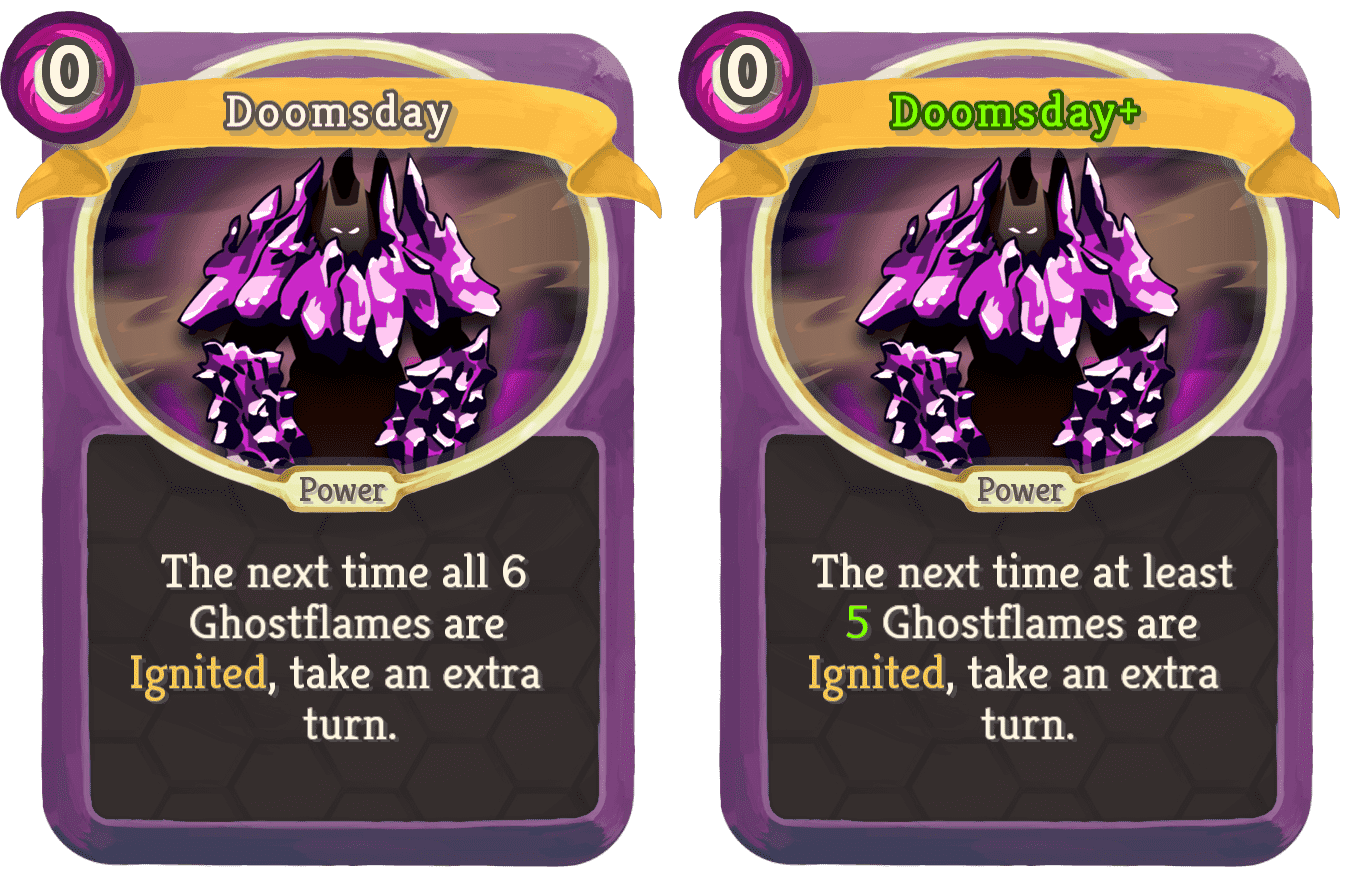 0
Doomsday
Power
The next time all 6
Ghostflames are
Ignited, take an extra
turn.
0
Doomsday+
Power
The next time at least
5 Ghostflames are
Ignited, take an extra
turn.